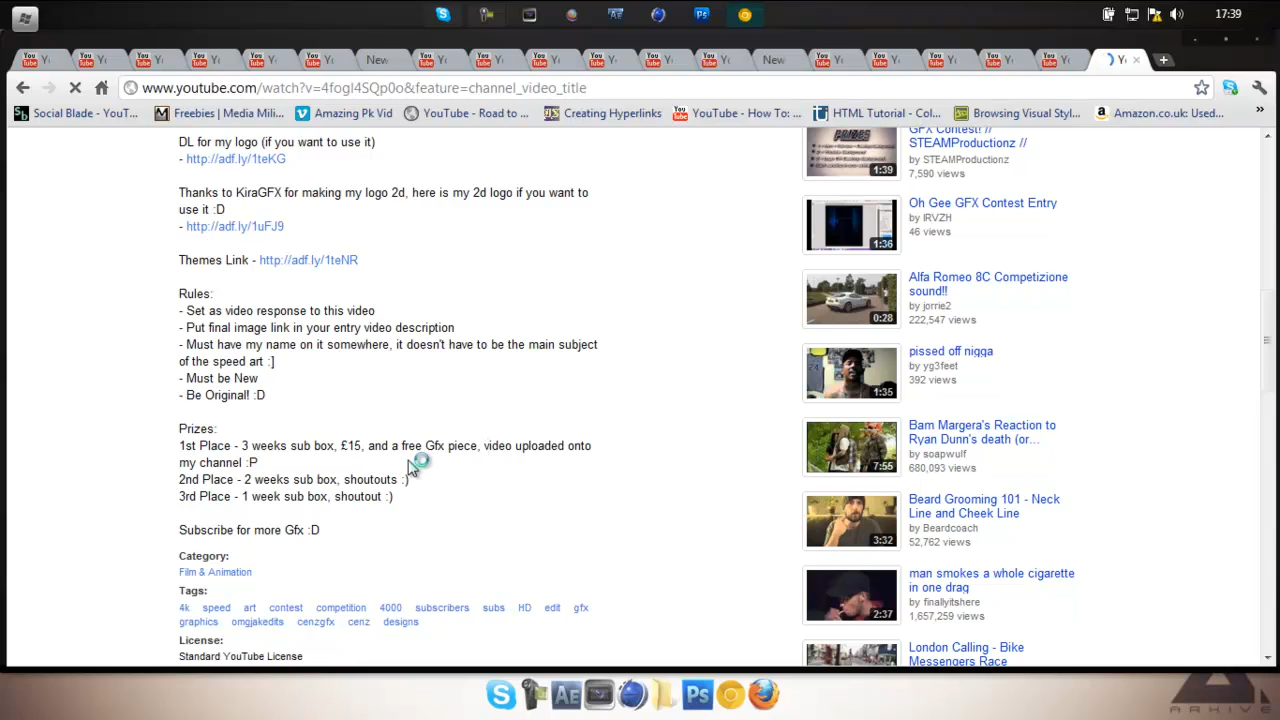 17:39
New
New
www.youtube.com/watch?v=4fogI4SQp0o&feature=channel_video_title
Social Blade - YouT...
Freebies | Media Mili...
Amazing Pk Vid
YouTube - Road to ...
Creating Hyperlinks
YouTube - How: To: ...
HTML Tutorial - Col...
Browsing Visual Styl...
Amazon.co.uk: Used...
DL for my logo (if you want to use it)
- http://adf.ly/1teKG
Thanks to KiraGFX for making my logo 2d, here is my 2d logo if you want to
use it :D
- http://adf.ly/1uFJ9
Themes Link - http://adf.ly/1teNR
Rules:
- Set as video response to this video
- Put final image link in your entry video description
- Must have my name on it somewhere, it doesn't have to be the main subject
of the speed art :]
- Must be New
- Be Original! :D
Prizes:
1st Place - 3 weeks sub box, £15, and a free Gfx piece, video uploaded onto
my channel :P
2nd Place - 2 weeks sub box, shoutouts :)
3rd Place - 1 week sub box, shoutout :)
Subscribe for more Gfx :D
Category:
Film & Animation
Tags:
4k speed art contest competition 4000 subscribers subs HD edit gfx
graphics omgjakedits cenzgfx cenz designs
License:
Standard YouTube License
GFX Contest! //
STEAMProductionz //
by STEAMProductionz
7,590 views
PRIZES
1:39
Oh Gee GFX Contest Entry
by IRVZH
46 views
1:36
Alfa Romeo 8C Competizione
sound!!
by jorrie2
222,547 views
0:28
pissed off nigga
by yg3feet
392 views
1:35
Bam Margera's Reaction to
Ryan Dunn's death (or...
by soapwulf
680,093 views
7:55
Beard Grooming 101 - Neck
Line and Cheek Line
by Beardcoach
52,762 views
3:32
man smokes a whole cigarette
in one drag
by finallyitshere
1,657,259 views
2:37
London Calling - Bike
Messengers Race
ARKIVE